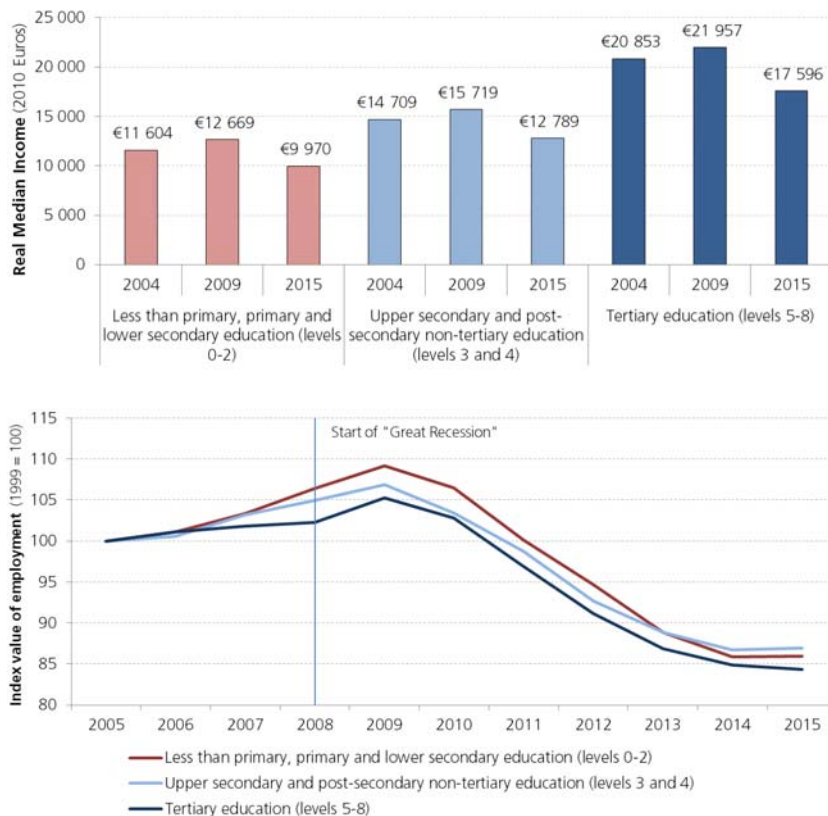 Real Median Income (2010 Euros)
25 000
20 000
15 000
10 000
5 000
0
€11 604
€12 669
€9 970
€14 709
€15 719
€12 789
€20 853
€21 957
€17 596
2004 2009 2015 2004 2009 2015 2004 2009 2015
Less than primary, primary and
lower secondary education (levels
0-2)
Upper secondary and post-
secondary non-tertiary education
(levels 3 and 4)
Tertiary education (levels 5-8)
Index value of employment (1999 = 100)
115
110
105
100
95
90
85
80
Start of "Great Recession"
2005 2006 2007 2008 2009 2010 2011 2012 2013 2014 2015
Less than primary, primary and lower secondary education (levels 0-2)
Upper secondary and post-secondary non-tertiary education (levels 3 and 4)
Tertiary education (levels 5-8)